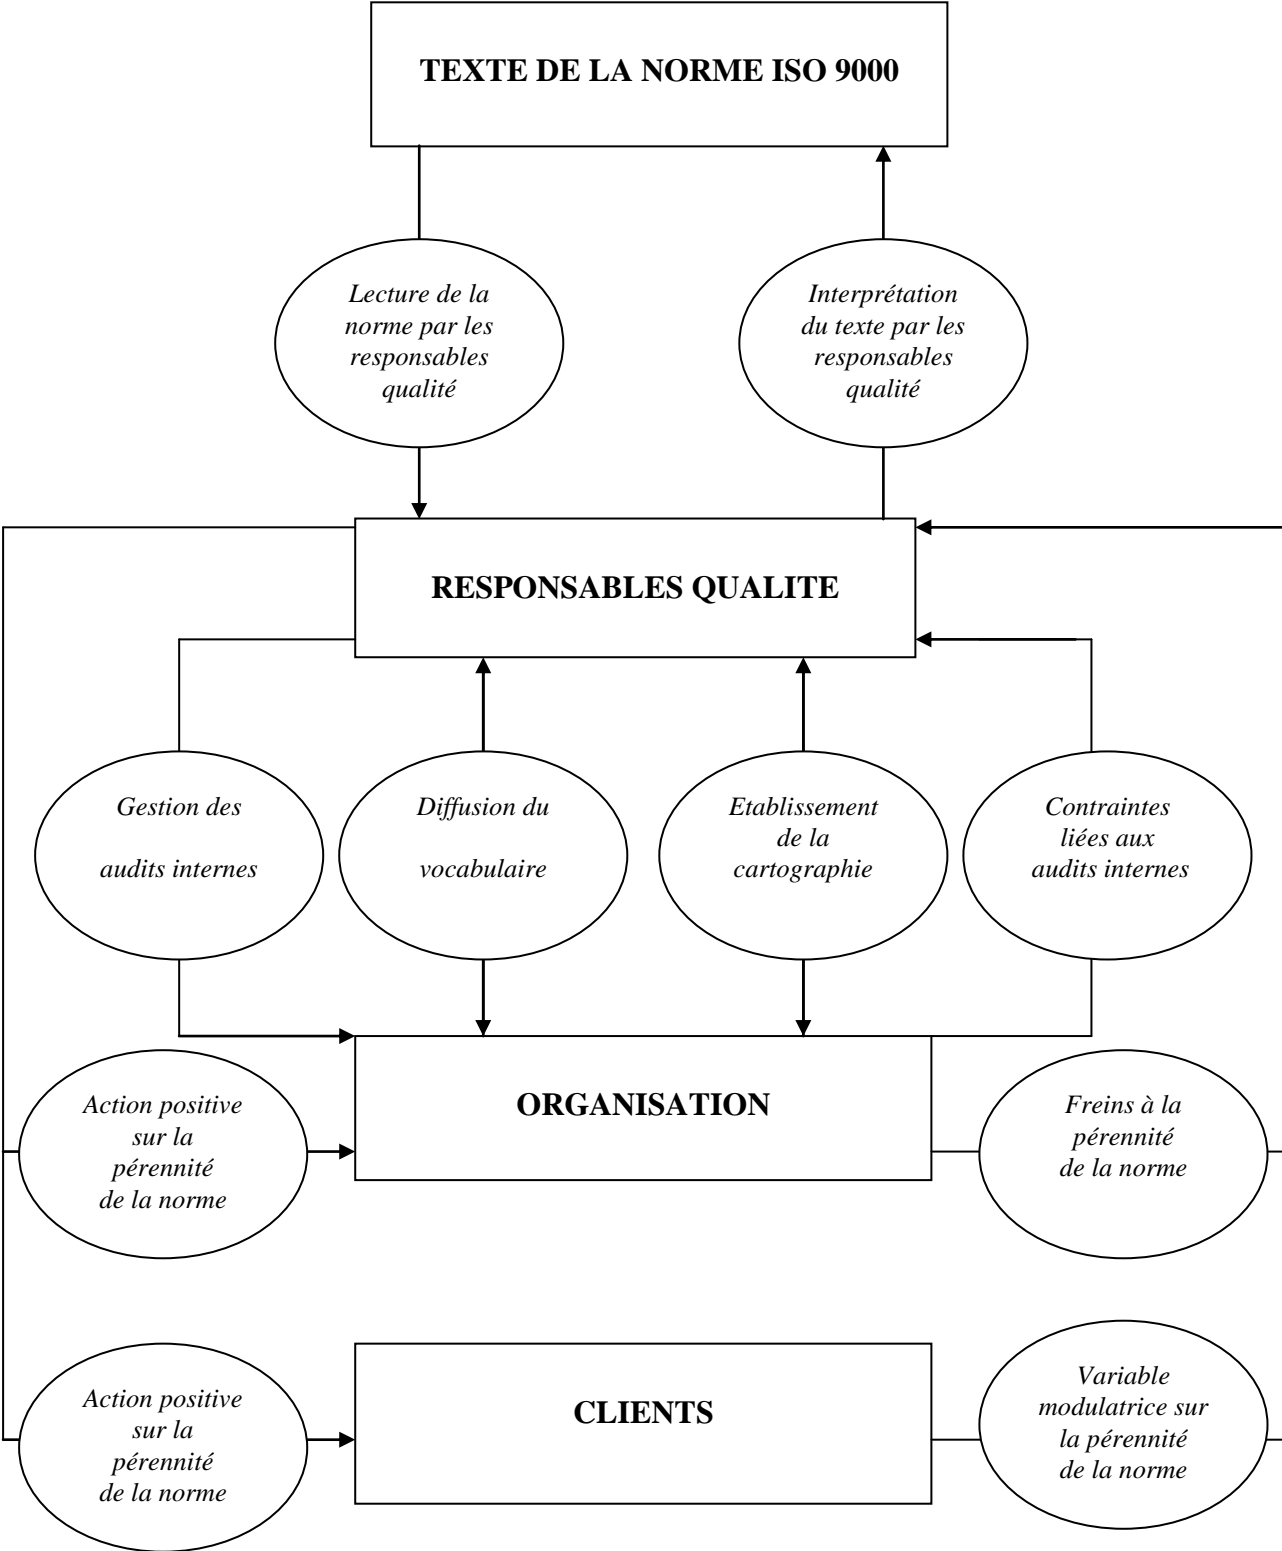 TEXTE DE LA NORME ISO 9000
Lecture de la
norme par les
responsables
qualité
Interprétation
du texte par les
responsables
qualité
RESPONSABLES QUALITE
Gestion des
audits internes
Diffusion du
vocabulaire
Etablissement
de la
cartographie
Contraintes
liées aux
audits internes
Action positive
sur la
pérennité
de la norme
ORGANISATION
Freins à la
pérennité
de la norme
Action positive
sur la
pérennité
de la norme
CLIENTS
Variable
modulatrice sur
la pérennité
de la norme